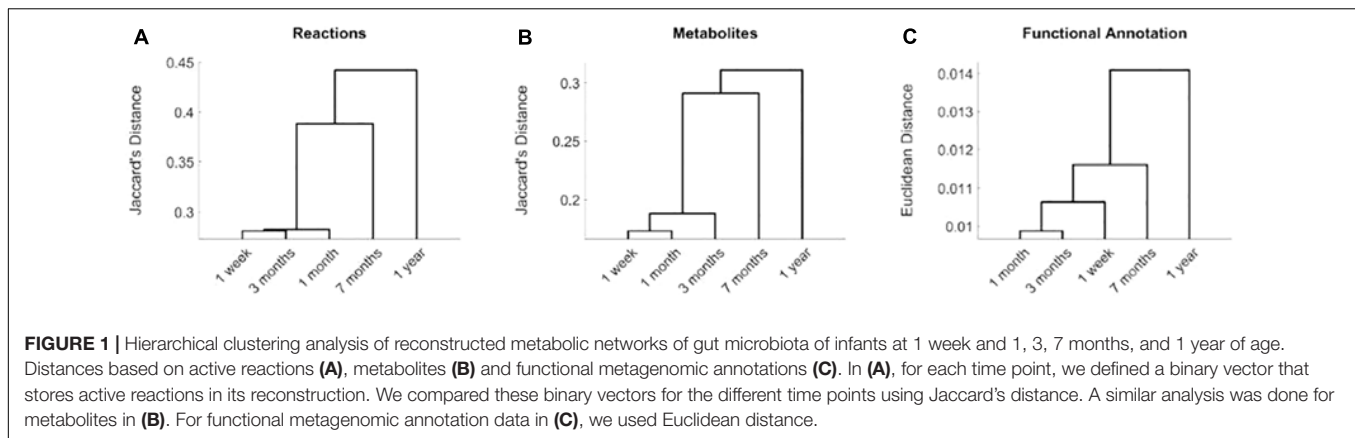 A
Reactions
Jaccard's Distance
0.45
0.4
0.35
0.3
1 week
3 months
1 month
7 months
1 year
B
Metabolites
Jaccard's Distance
0.3
0.25
0.2
1 week
1 month
3 months
7 months
1 year
C
Functional Annotation
Euclidean Distance
0.014
0.013
0.012
0.011
0.01
1 month
3 months
1 week
7 months
1 year
FIGURE 1 | Hierarchical clustering analysis of reconstructed metabolic networks of gut microbiota of infants at 1 week and 1, 3, 7 months, and 1 year of age.
Distances based on active reactions (A), metabolites (B) and functional metagenomic annotations (C). In (A), for each time point, we defined a binary vector that
stores active reactions in its reconstruction. We compared these binary vectors for the different time points using Jaccard's distance. A similar analysis was done for
metabolites in (B). For functional metagenomic annotation data in (C), we used Euclidean distance.